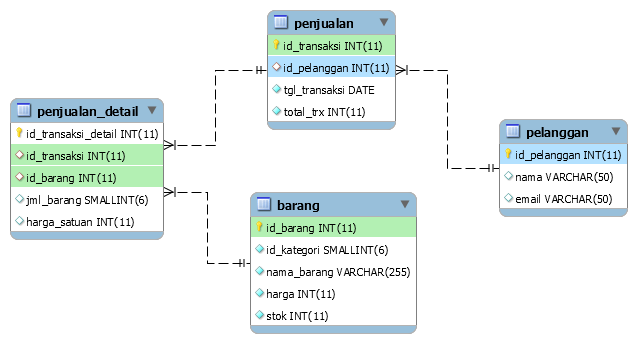 penjualan
id_transaksi INT(11)
id_pelanggan INT(11)
tgl_transaksi DATE
total_trx INT(11)
penjualan_detail
id_transaksi_detail INT(11)
id_transaksi INT(11)
id_barang INT(11)
jml_barang SMALLINT(6)
harga_satuan INT(11)
pelanggan
id_pelanggan INT(11)
nama VARCHAR(50)
email VARCHAR(50)
barang
id_barang INT(11)
id_kategori SMALLINT(6)
nama_barang VARCHAR(255)
harga INT(11)
stok INT(11)